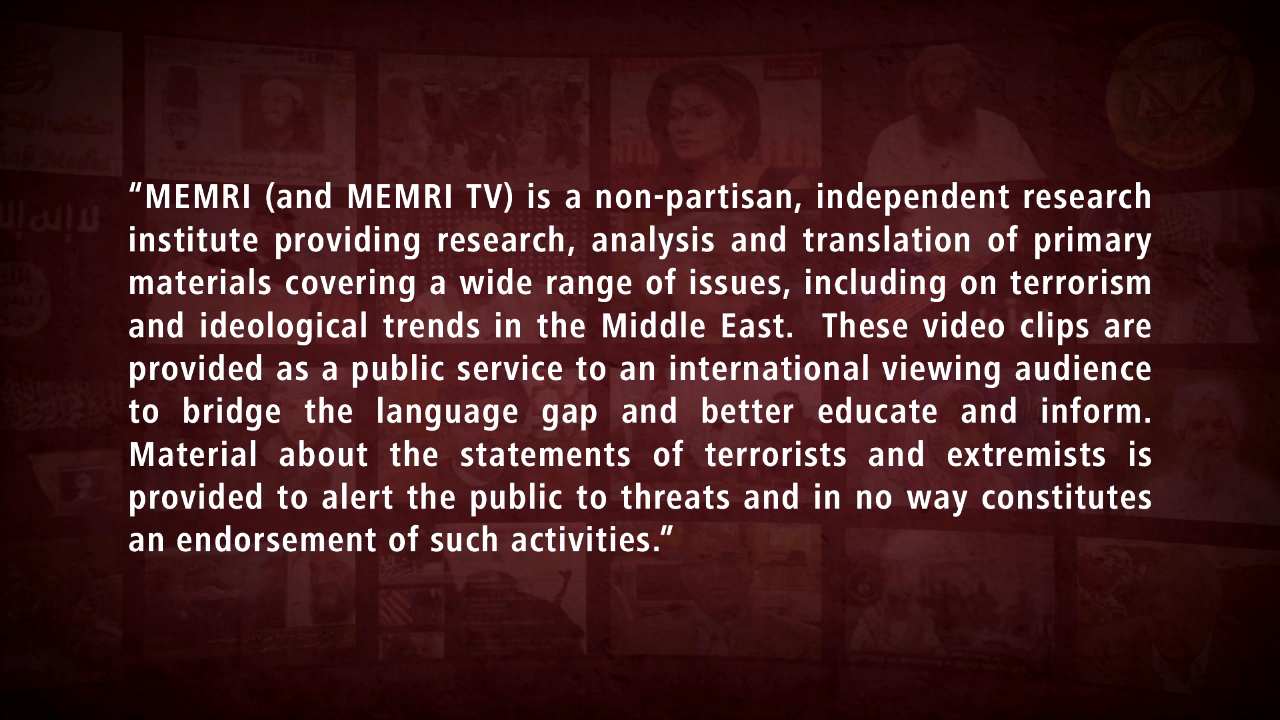 “MEMRI (and MEMRI TV) is a non-partisan, independent research
institute providing research, analysis and translation of primary
materials covering a wide range of issues, including on terrorism
and ideological trends in the Middle East.  These video clips are
provided as a public service to an international viewing audience
to bridge the language gap and better educate and inform.
Material about the statements of terrorists and extremists is
provided to alert the public to threats and in no way constitutes
an endorsement of such activities.”